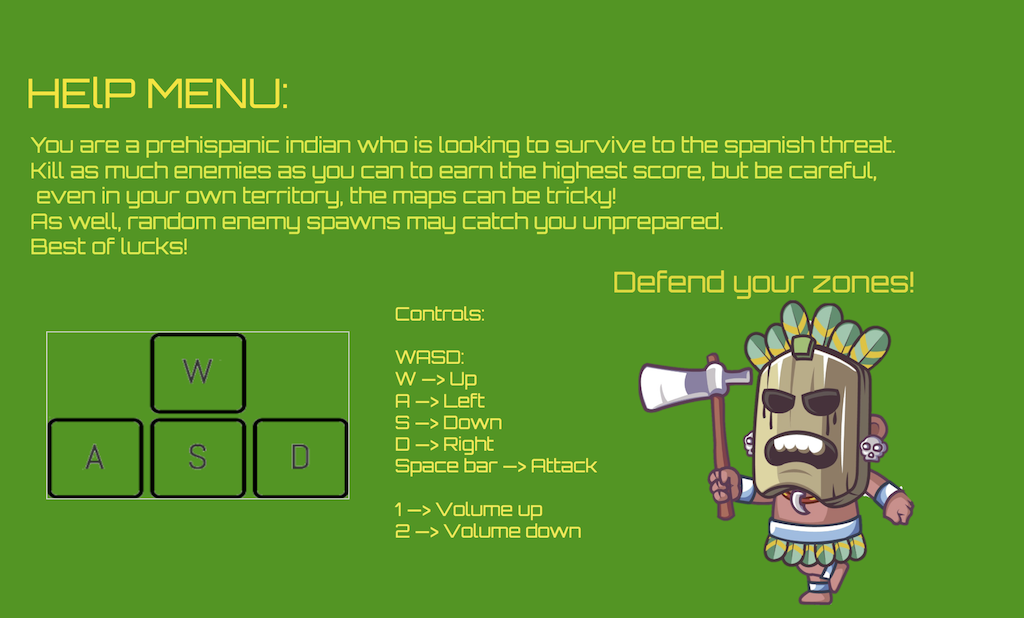 HElP MENU:
You are a prehispanic indian who is looking to survive to the spanish threat.
Kill as much enemies as you can to earn the highest score, but be careful,
even in your own territory, the maps can be tricky!
As well, random enemy spawns may catch you unprepared.
Best of lucks!
Defend your zones!
Controls:
WASD:
W —> Up
A —> Left
S —> Down
D —> Right
Space bar —> Attack
1 —> Volume up
2 —> Volume down
W
A S D